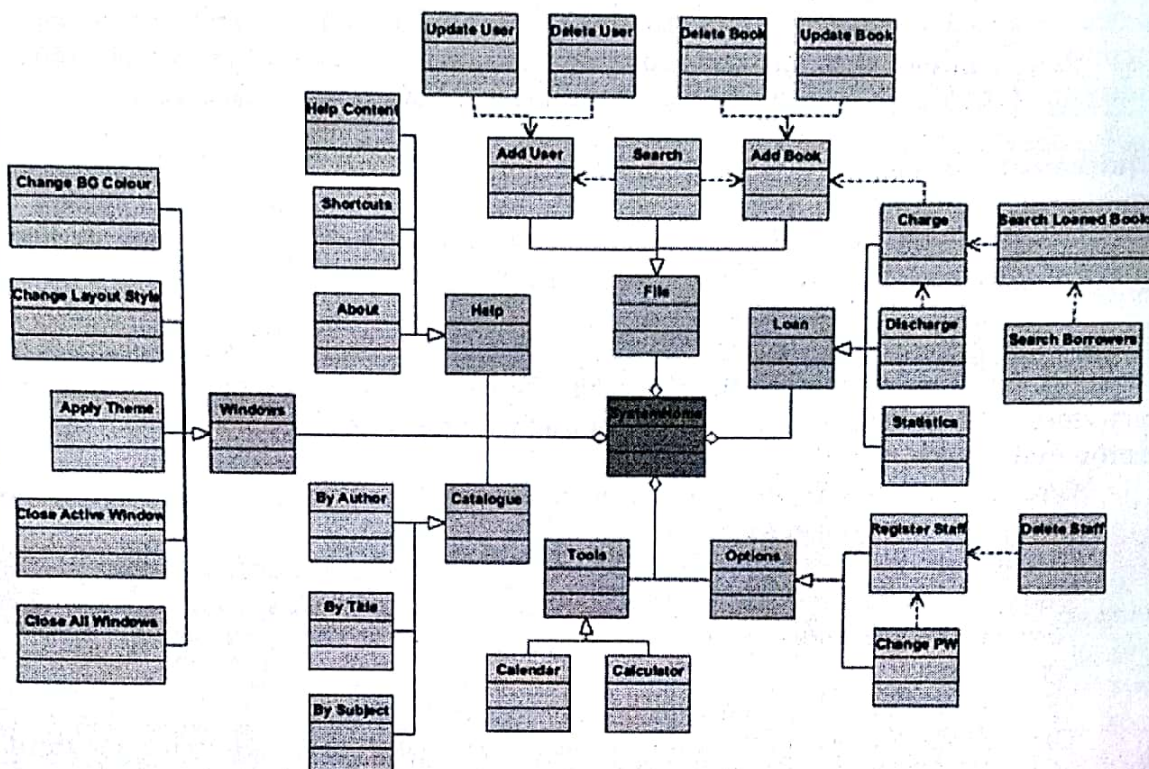 Update User
Delete User
Delete Book
Update Book
Help Content
Add User
Search
Add Book
Change BG Colour
Shortcuts
Charge
Search Loaned Book
File
Change Layout Style
About
Help
Loan
Discharge
Search Borrowers
Apply Theme
Windows
SystemHome
Statistics
By Author
Catalogue
Close Active Window
Register Staff
Delete Staff
Tools
Options
By Title
Close All Windows
Change PW
Calendar
Calculator
By Subject